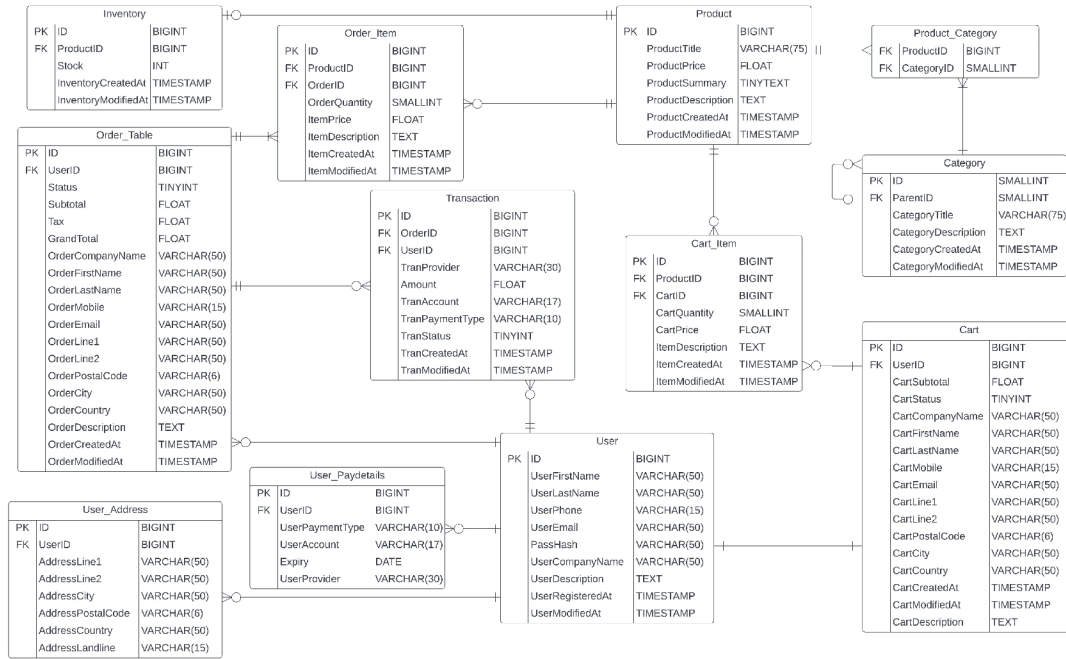 Inventory
PK ID BIGINT
FK ProductID BIGINT
Stock INT
InventoryCreatedAt TIMESTAMP
InventoryModifiedAt TIMESTAMP
Order_Item
PK ID BIGINT
FK ProductID BIGINT
FK OrderID BIGINT
OrderQuantity SMALLINT
ItemPrice FLOAT
ItemDescription TEXT
ItemCreatedAt TIMESTAMP
ItemModifiedAt TIMESTAMP
Product
PK ID BIGINT
ProductTitle VARCHAR(75)
ProductPrice FLOAT
ProductSummary TINYTEXT
ProductDescription TEXT
ProductCreatedAt TIMESTAMP
ProductModifiedAt TIMESTAMP
Product_Category
FK ProductID BIGINT
FK CategoryID SMALLINT
Order_Table
PK ID BIGINT
FK UserID BIGINT
Status TINYINT
Subtotal FLOAT
Tax FLOAT
GrandTotal FLOAT
OrderCompanyName VARCHAR(50)
OrderFirstName VARCHAR(50)
OrderLastName VARCHAR(50)
OrderMobile VARCHAR(15)
OrderEmail VARCHAR(50)
OrderLine1 VARCHAR(50)
OrderLine2 VARCHAR(50)
OrderPostalCode VARCHAR(6)
OrderCity VARCHAR(50)
OrderCountry VARCHAR(50)
OrderDescription TEXT
OrderCreatedAt TIMESTAMP
OrderModifiedAt TIMESTAMP
Transaction
PK ID BIGINT
FK OrderID BIGINT
FK UserID BIGINT
TranProvider VARCHAR(30)
Amount FLOAT
TranAccount VARCHAR(17)
TranPaymentType VARCHAR(10)
TranStatus TINYINT
TranCreatedAt TIMESTAMP
TranModifiedAt TIMESTAMP
Category
PK ID SMALLINT
FK ParentID SMALLINT
CategoryTitle VARCHAR(75)
CategoryDescription TEXT
CategoryCreatedAt TIMESTAMP
CategoryModifiedAt TIMESTAMP
Cart_Item
PK ID BIGINT
FK ProductID BIGINT
FK CartID BIGINT
CartQuantity SMALLINT
CartPrice FLOAT
ItemDescription TEXT
ItemCreatedAt TIMESTAMP
ItemModifiedAt TIMESTAMP
Cart
PK ID BIGINT
FK UserID BIGINT
CartSubtotal FLOAT
CartStatus TINYINT
CartCompanyName VARCHAR(50)
CartFirstName VARCHAR(50)
CartLastName VARCHAR(50)
CartMobile VARCHAR(15)
CartEmail VARCHAR(50)
CartLine1 VARCHAR(50)
CartLine2 VARCHAR(50)
CartPostalCode VARCHAR(6)
CartCity VARCHAR(50)
CartCountry VARCHAR(50)
CartCreatedAt TIMESTAMP
CartModifiedAt TIMESTAMP
CartDescription TEXT
User
PK ID BIGINT
UserFirstName VARCHAR(50)
UserLastName VARCHAR(50)
UserPhone VARCHAR(15)
UserEmail VARCHAR(50)
PassHash VARCHAR(50)
UserCompanyName VARCHAR(50)
UserDescription TEXT
UserRegisteredAt TIMESTAMP
UserModifiedAt TIMESTAMP
User_Paydetails
PK ID BIGINT
FK UserID BIGINT
UserPaymentType VARCHAR(10)
UserAccount VARCHAR(17)
Expiry DATE
UserProvider VARCHAR(30)
User_Address
PK ID BIGINT
FK UserID BIGINT
AddressLine1 VARCHAR(50)
AddressLine2 VARCHAR(50)
AddressCity VARCHAR(50)
AddressPostalCode VARCHAR(6)
AddressCountry VARCHAR(50)
AddressLandline VARCHAR(15)